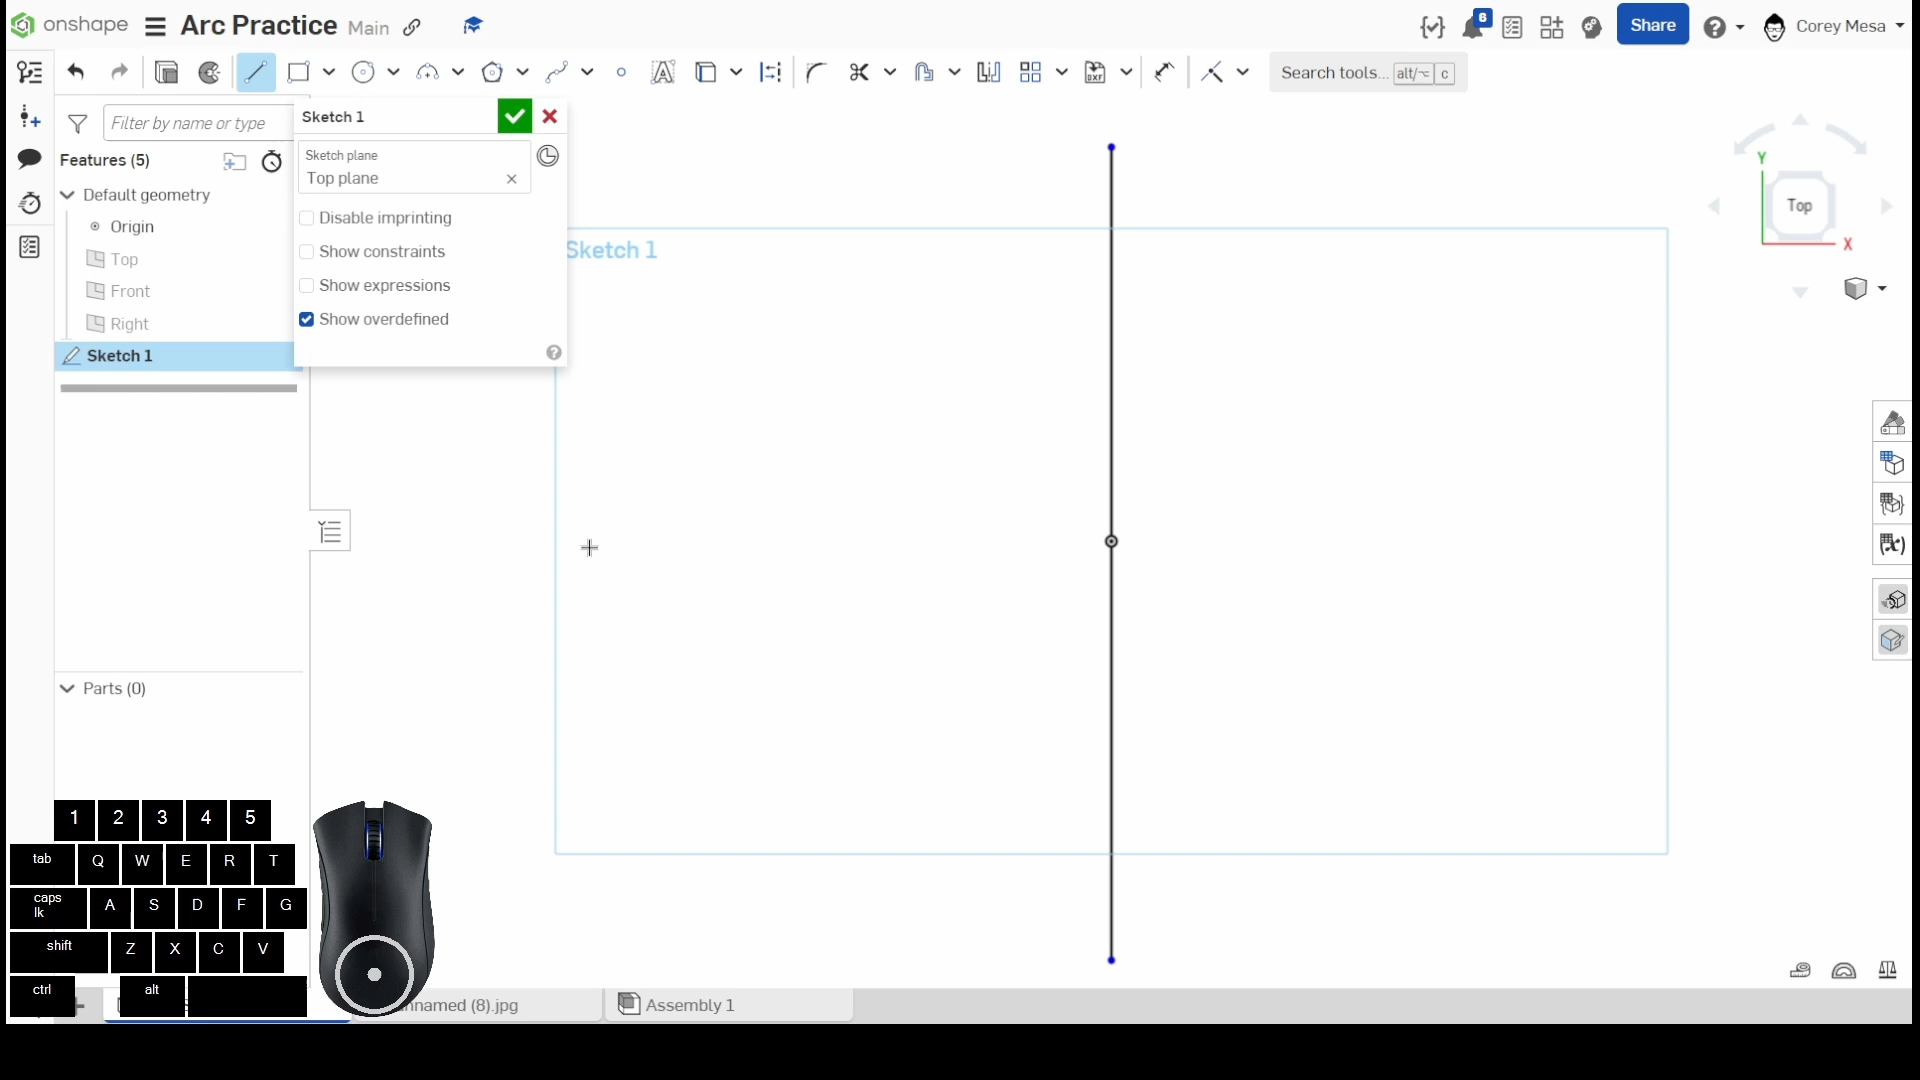 onshape
Arc Practice Main
6
Share
Corey Mesa
Search tools... alt/⌥ c
Filter by name or type
Features (5)
Default geometry
Origin
Top
Front
Right
Sketch 1
Sketch 1
Sketch plane
Top plane
Disable imprinting
Show constraints
Show expressions
Show overdefined
Sketch 1
Y
Top
X
Parts (0)
1 2 3 4 5
tab Q W E R T
caps lk A S D F G
shift Z X C V
ctrl alt
nnamed (8).jpg
Assembly 1